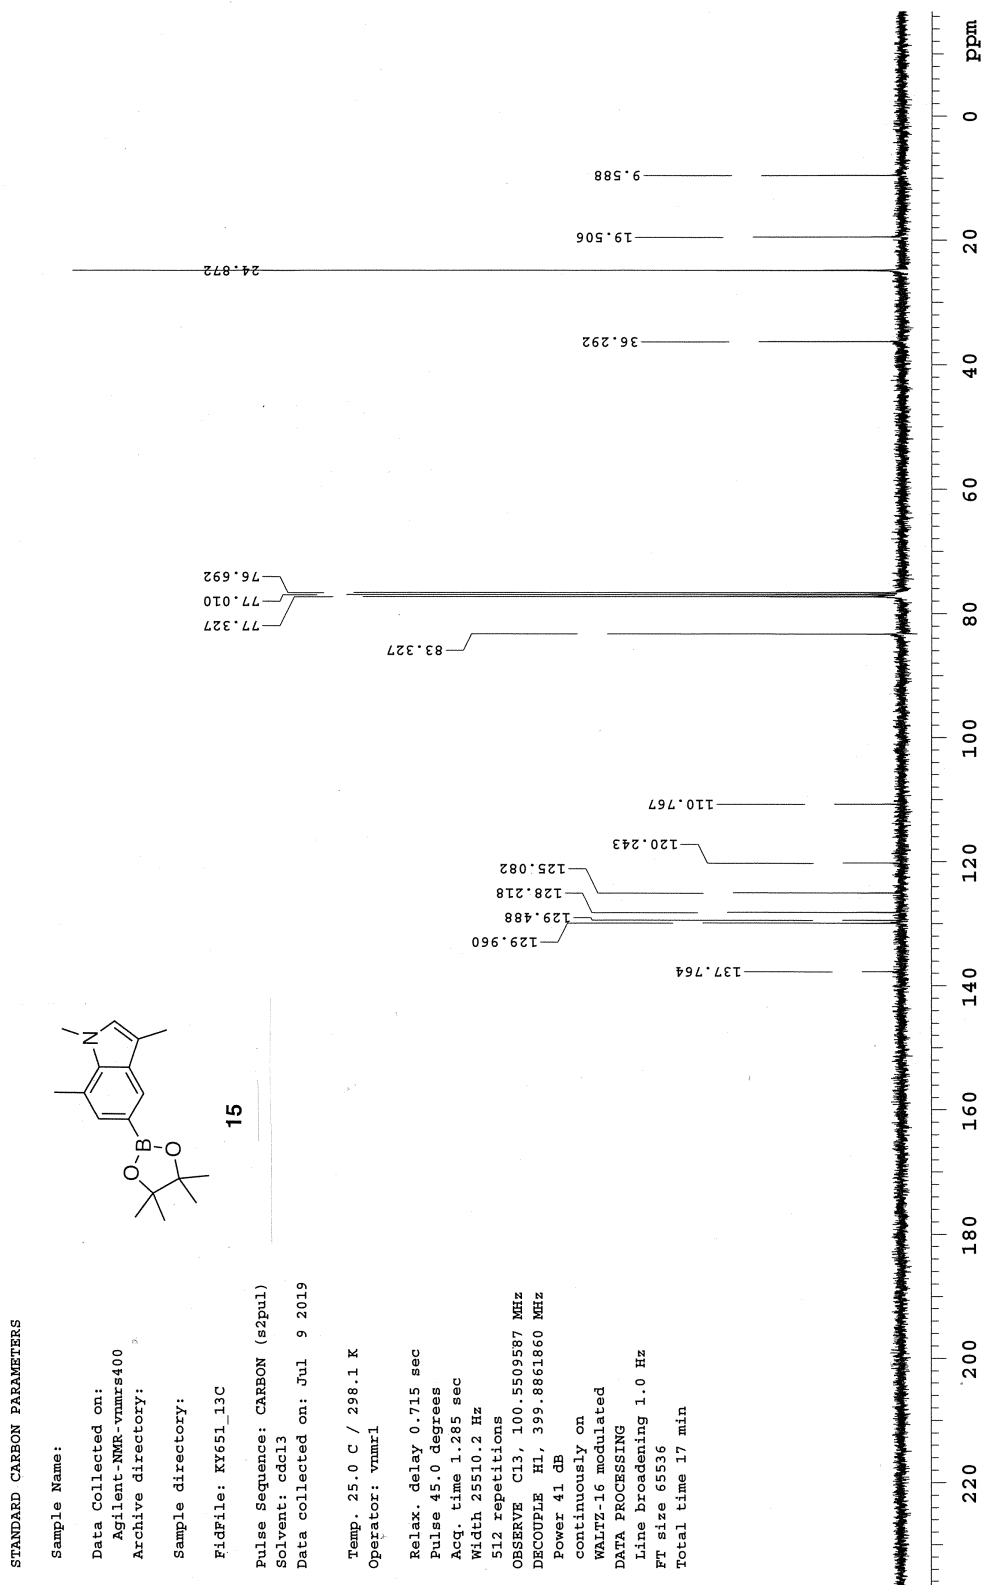 STANDARD CARBON PARAMETERS
Sample Name:
Data Collected on:
Agilent-NMR-vnmrs400
Archive directory:
Sample directory:
FidFile: KY651_13C
Pulse Sequence: CARBON (s2pul)
Solvent: cdcl3
Data collected on: Jul 9 2019
Temp. 25.0 C / 298.1 K
Operator: vnmr1
Relax. delay 0.715 sec
Pulse 45.0 degrees
Acq. time 1.285 sec
Width 25510.2 Hz
512 repetitions
OBSERVE C13, 100.5509587 MHz
DECOUPLE H1, 399.8861860 MHz
Power 41 dB
continuously on
WALTZ-16 modulated
DATA PROCESSING
Line broadening 1.0 Hz
FT size 65536
Total time 17 min
N
B
O
O
15
137.764
129.960
129.488
128.218
125.082
120.243
110.767
83.327
77.327
77.010
76.692
36.292
24.872
19.506
9.588
220 200 180 160 140 120 100 80 60 40 20 0 ppm